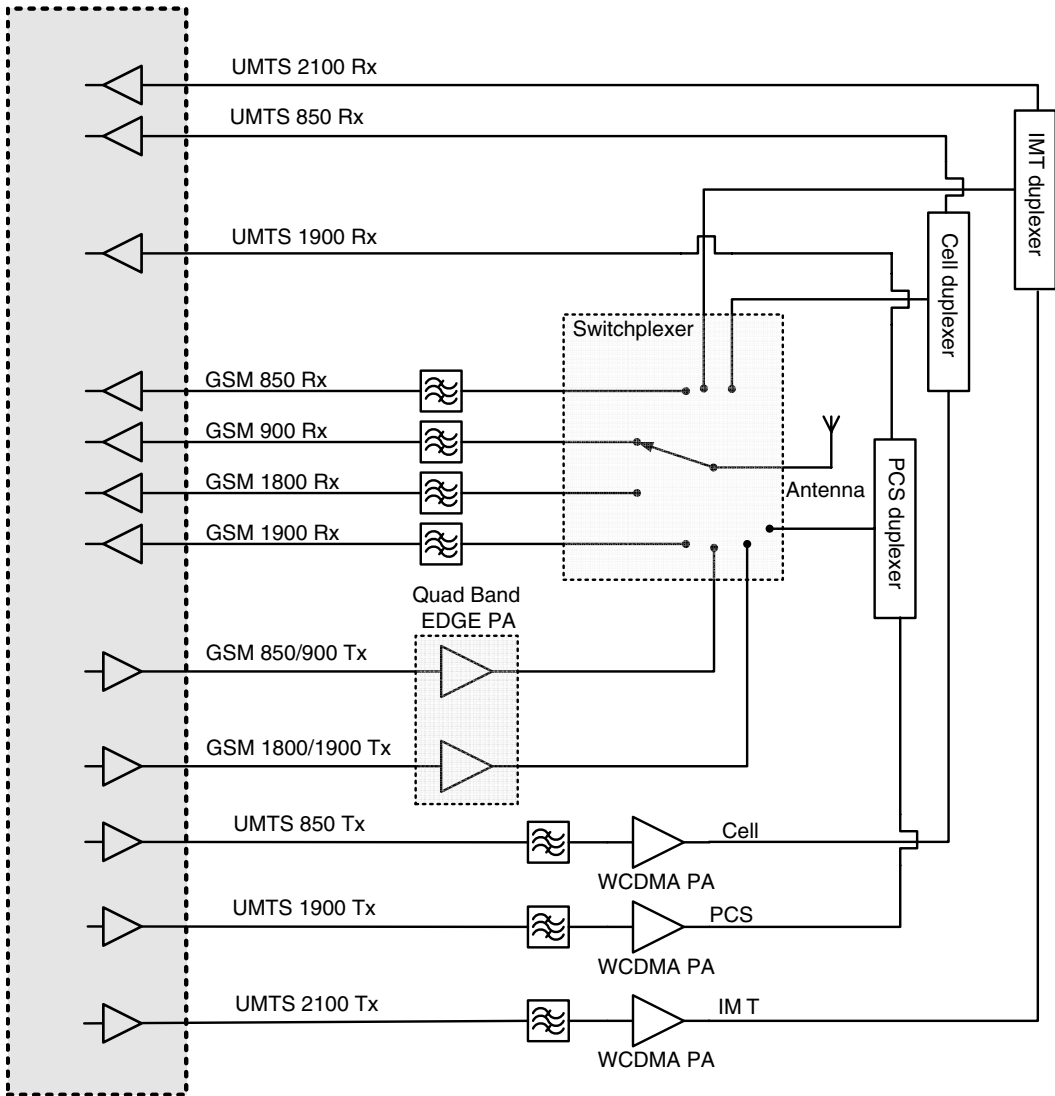 UMTS 2100 Rx
UMTS 850 Rx
IMT duplexer
UMTS 1900 Rx
Cell duplexer
Switchplexer
GSM 850 Rx
GSM 900 Rx
GSM 1800 Rx
Antenna
PCS duplexer
GSM 1900 Rx
Quad Band
EDGE PA
GSM 850/900 Tx
GSM 1800/1900 Tx
UMTS 850 Tx
Cell
WCDMA PA
UMTS 1900 Tx
PCS
WCDMA PA
UMTS 2100 Tx
IM T
WCDMA PA